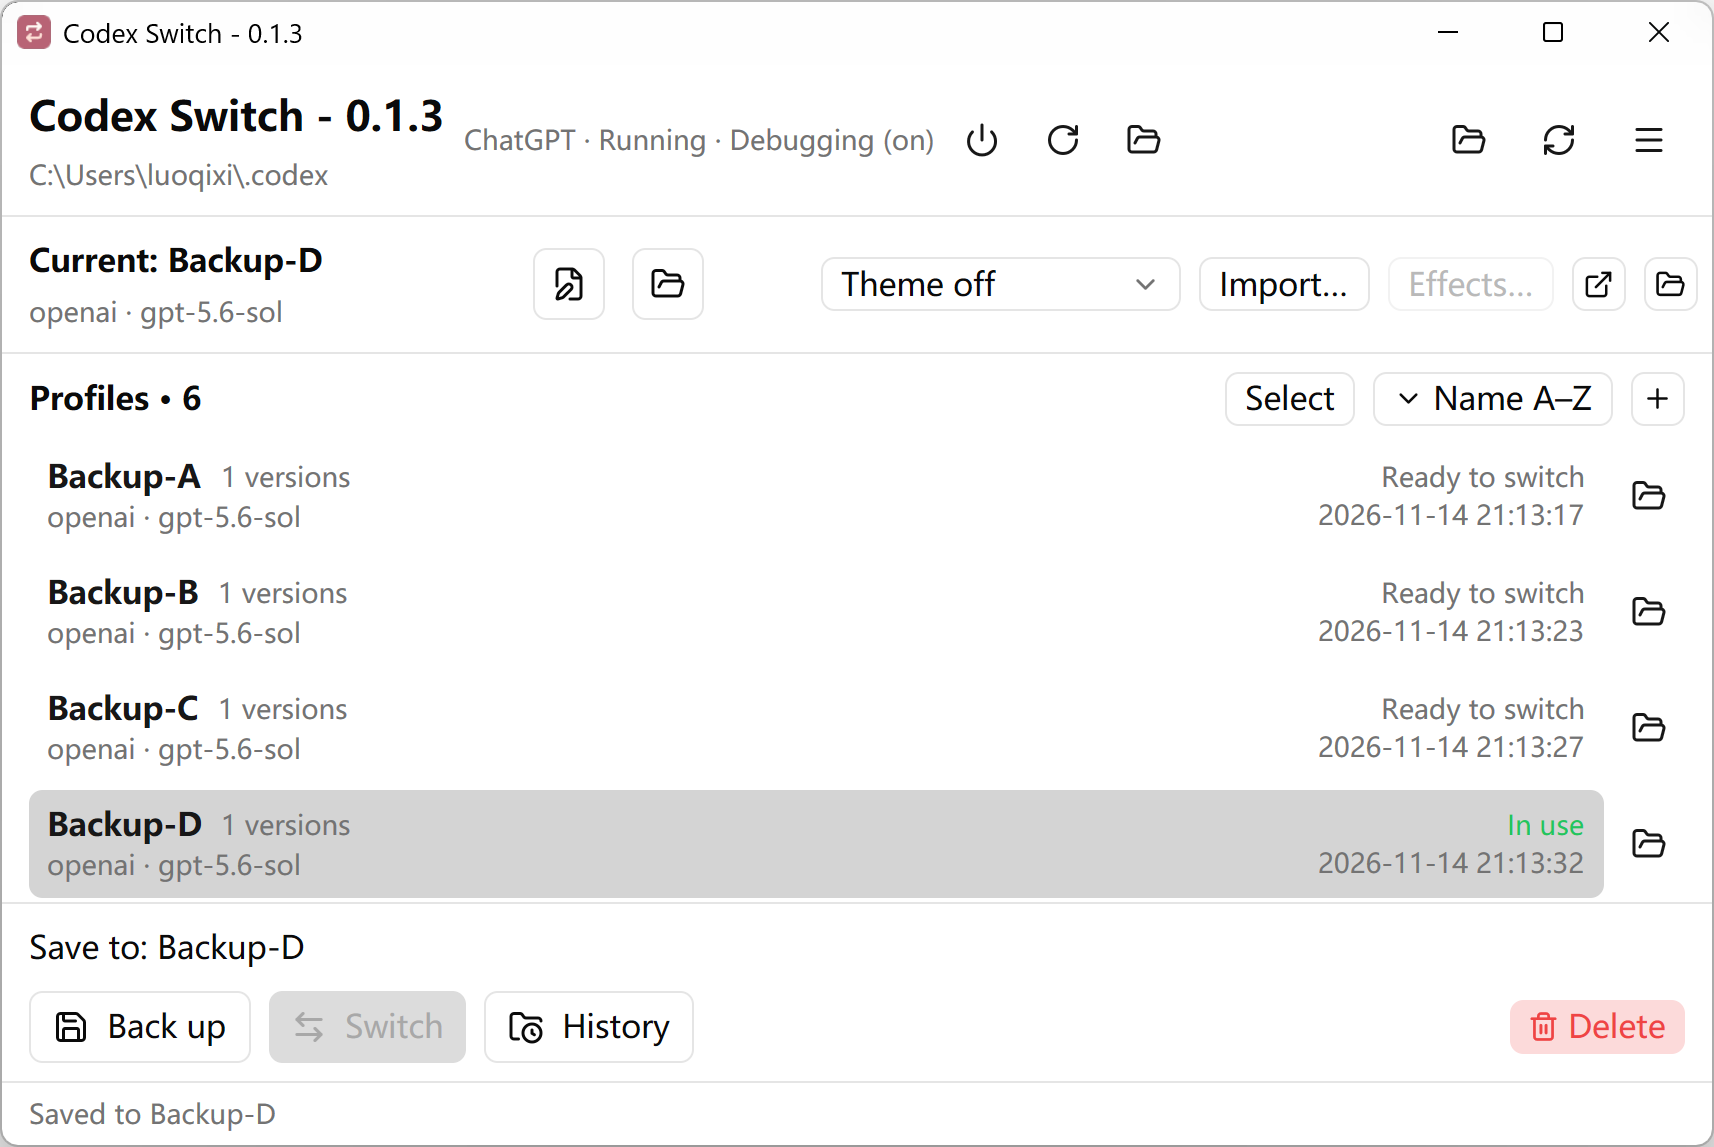 Codex Switch - 0.1.3
Codex Switch - 0.1.3
ChatGPT · Running · Debugging (on)
C:\Users\luoqixi\.codex
Current: Backup-D
openai · gpt-5.6-sol
Theme off
Import...
Effects...
Profiles • 6
Select
Name A–Z
Backup-A 1 versions
Ready to switch
openai · gpt-5.6-sol
2026-11-14 21:13:17
Backup-B 1 versions
Ready to switch
openai · gpt-5.6-sol
2026-11-14 21:13:23
Backup-C 1 versions
Ready to switch
openai · gpt-5.6-sol
2026-11-14 21:13:27
Backup-D 1 versions
In use
openai · gpt-5.6-sol
2026-11-14 21:13:32
Save to: Backup-D
Back up
Switch
History
Delete
Saved to Backup-D